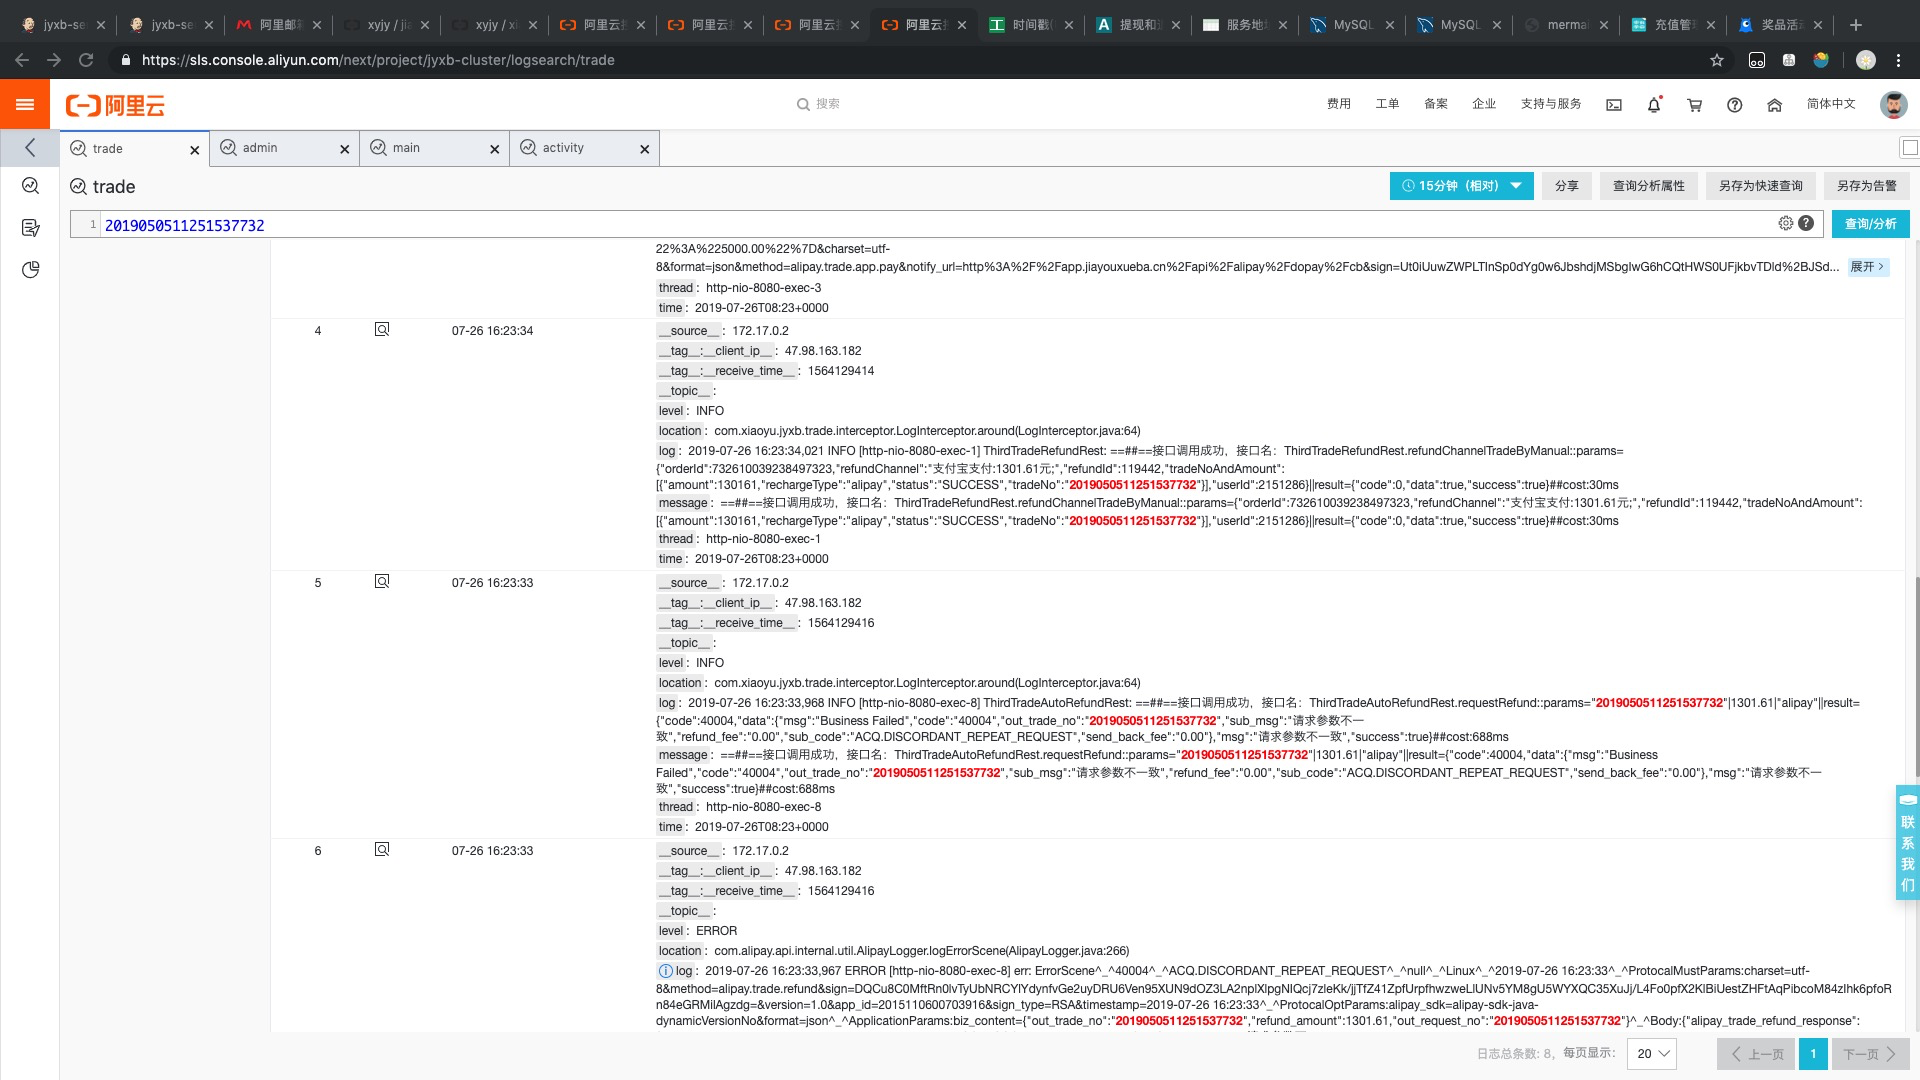 jyxb-se
jyxb-se
阿里邮
xyjy / jia
xyjy / x
阿里云
阿里云
阿里云
阿里云
时间戳(
提现和
服务地
MySQL
MySQL
merma
充值管
奖品活
https://sls.console.aliyun.com/next/project/jyxb-cluster/logsearch/trade
阿里云
搜索
费用
工单
备案
企业
支持与服务
简体中文
trade
admin
main
activity
trade
15分钟（相对）
分享
查询分析属性
另存为快速查询
另存为告警
1
2019050511251537732
查询/分析
22%3A%225000.00%22%7D&charset=utf-
8&format=json&method=alipay.trade.app.pay&notify_url=http%3A%2F%2Fapp.jiayouxueba.cn%2Fapi%2Falipay%2Fdopay%2Fcb&sign=Ut0iUuwZWPLTInSp0dYg0w6JbshdjMSbgIwG6hCQtHWS0UFjkbvTDld%2BJSd... 展开
thread : http-nio-8080-exec-3
time : 2019-07-26T08:23+0000
4
07-26 16:23:34
__source__ : 172.17.0.2
__tag__:__client_ip__ : 47.98.163.182
__tag__:__receive_time__ : 1564129414
__topic__ :
level : INFO
location : com.xiaoyu.jyxb.trade.interceptor.LogInterceptor.around(LogInterceptor.java:64)
log : 2019-07-26 16:23:34,021 INFO [http-nio-8080-exec-1] ThirdTradeRefundRest: ==##==接口调用成功，接口名：ThirdTradeRefundRest.refundChannelTradeByManual::params=
{"orderId":732610039238497323,"refundChannel":"支付宝支付:1301.61元;","refundId":119442,"tradeNoAndAmount":
[{"amount":130161,"rechargeType":"alipay","status":"SUCCESS","tradeNo":"2019050511251537732"}],"userId":2151286}||result={"code":0,"data":true,"success":true}##cost:30ms
message : ==##==接口调用成功，接口名：ThirdTradeRefundRest.refundChannelTradeByManual::params={"orderId":732610039238497323,"refundChannel":"支付宝支付:1301.61元;","refundId":119442,"tradeNoAndAmount":
[{"amount":130161,"rechargeType":"alipay","status":"SUCCESS","tradeNo":"2019050511251537732"}],"userId":2151286}||result={"code":0,"data":true,"success":true}##cost:30ms
thread : http-nio-8080-exec-1
time : 2019-07-26T08:23+0000
5
07-26 16:23:33
__source__ : 172.17.0.2
__tag__:__client_ip__ : 47.98.163.182
__tag__:__receive_time__ : 1564129416
__topic__ :
level : INFO
location : com.xiaoyu.jyxb.trade.interceptor.LogInterceptor.around(LogInterceptor.java:64)
log : 2019-07-26 16:23:33,968 INFO [http-nio-8080-exec-8] ThirdTradeAutoRefundRest: ==##==接口调用成功，接口名：ThirdTradeAutoRefundRest.requestRefund::params="2019050511251537732"|1301.61|"alipay"||result=
{"code":40004,"data":{"msg":"Business Failed","code":"40004","out_trade_no":"2019050511251537732","sub_msg":"请求参数不一
致","refund_fee":"0.00","sub_code":"ACQ.DISCORDANT_REPEAT_REQUEST","send_back_fee":"0.00"},"msg":"请求参数不一致","success":true}##cost:688ms
message : ==##==接口调用成功，接口名：ThirdTradeAutoRefundRest.requestRefund::params="2019050511251537732"|1301.61|"alipay"||result={"code":40004,"data":{"msg":"Business
Failed","code":"40004","out_trade_no":"2019050511251537732","sub_msg":"请求参数不一致","refund_fee":"0.00","sub_code":"ACQ.DISCORDANT_REPEAT_REQUEST","send_back_fee":"0.00"},"msg":"请求参数不一
致","success":true}##cost:688ms
thread : http-nio-8080-exec-8
time : 2019-07-26T08:23+0000
6
07-26 16:23:33
__source__ : 172.17.0.2
__tag__:__client_ip__ : 47.98.163.182
__tag__:__receive_time__ : 1564129416
__topic__ :
level : ERROR
location : com.alipay.api.internal.util.AlipayLogger.logErrorScene(AlipayLogger.java:266)
log : 2019-07-26 16:23:33,967 ERROR [http-nio-8080-exec-8] err: ErrorScene^_^40004^_^ACQ.DISCORDANT_REPEAT_REQUEST^_^null^_^Linux^_^2019-07-26 16:23:33^_^ProtocalMustParams:charset=utf-
8&method=alipay.trade.refund&sign=DQCu8C0MftRn0lvTyUbNRCYlYdynfvGe2uyDRU6Ven95XUN9dOZ3LA2nplXlpgNIQcj7zleKk/jjTfZ41ZpfUrpfhwzweLlUNv5YM8gU5WYXQC35XuJj/L4Fo0pfX2KlBiUestZHFtAqPibcoM84zIhk6pfoR
n84eGRMilAgzdg=&version=1.0&app_id=2015110600703916&sign_type=RSA&timestamp=2019-07-26 16:23:33^_^ProtocalOptParams:alipay_sdk=alipay-sdk-java-
dynamicVersionNo&format=json^_^ApplicationParams:biz_content={"out_trade_no":"2019050511251537732","refund_amount":1301.61,"out_request_no":"2019050511251537732"}^_^Body:{"alipay_trade_refund_response":
联系我们
日志总条数: 8，每页显示：
20
上一页
1
下一页